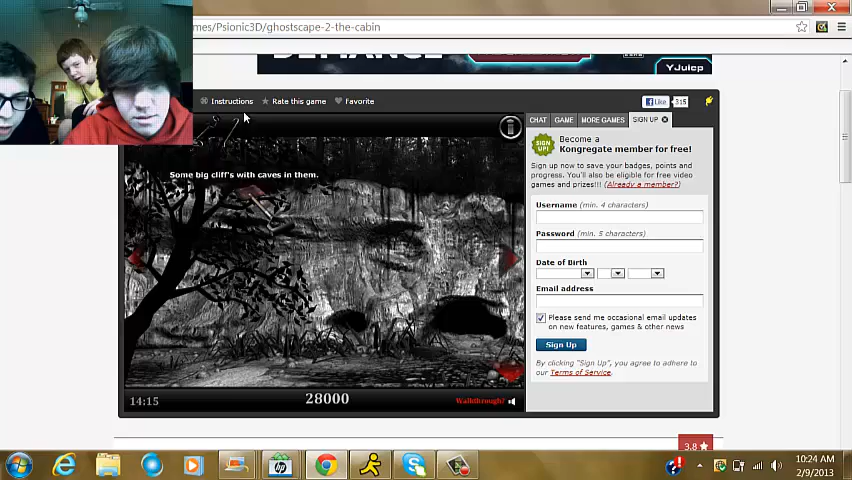 mes/Psionic3D/ghostscape-2-the-cabin
YJuiep
Instructions
Rate this game
Favorite
Like
315
CHAT
GAME
MORE GAMES
SIGN UP
SIGN UP!
Become a
Kongregate member for free!
Sign up now to save your badges, points and
progress. You'll also be eligible for free video
games and prizes!!! (Already a member?)
Some big cliff's with caves in them.
Username (min. 4 characters)
Password (min. 5 characters)
Date of Birth
Email address
Please send me occasional email updates
on new features, games & other news
Sign Up
By clicking "Sign Up", you agree to adhere to
our Terms of Service.
14:15
28000
Walkthrough?
3.8
hp
10:24 AM
2/9/2013